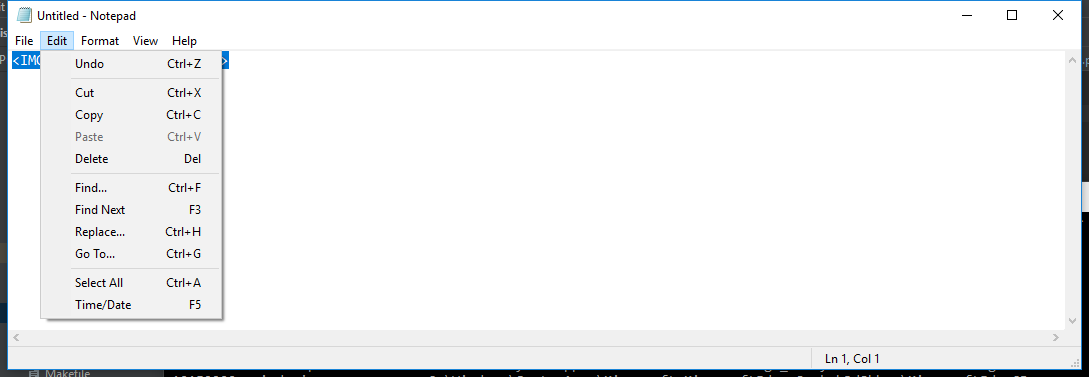 Untitled - Notepad
File Edit Format View Help
<IM >
Undo Ctrl+Z
Cut Ctrl+X
Copy Ctrl+C
Paste Ctrl+V
Delete Del
Find... Ctrl+F
Find Next F3
Replace... Ctrl+H
Go To... Ctrl+G
Select All Ctrl+A
Time/Date F5
Ln 1, Col 1
Makefile